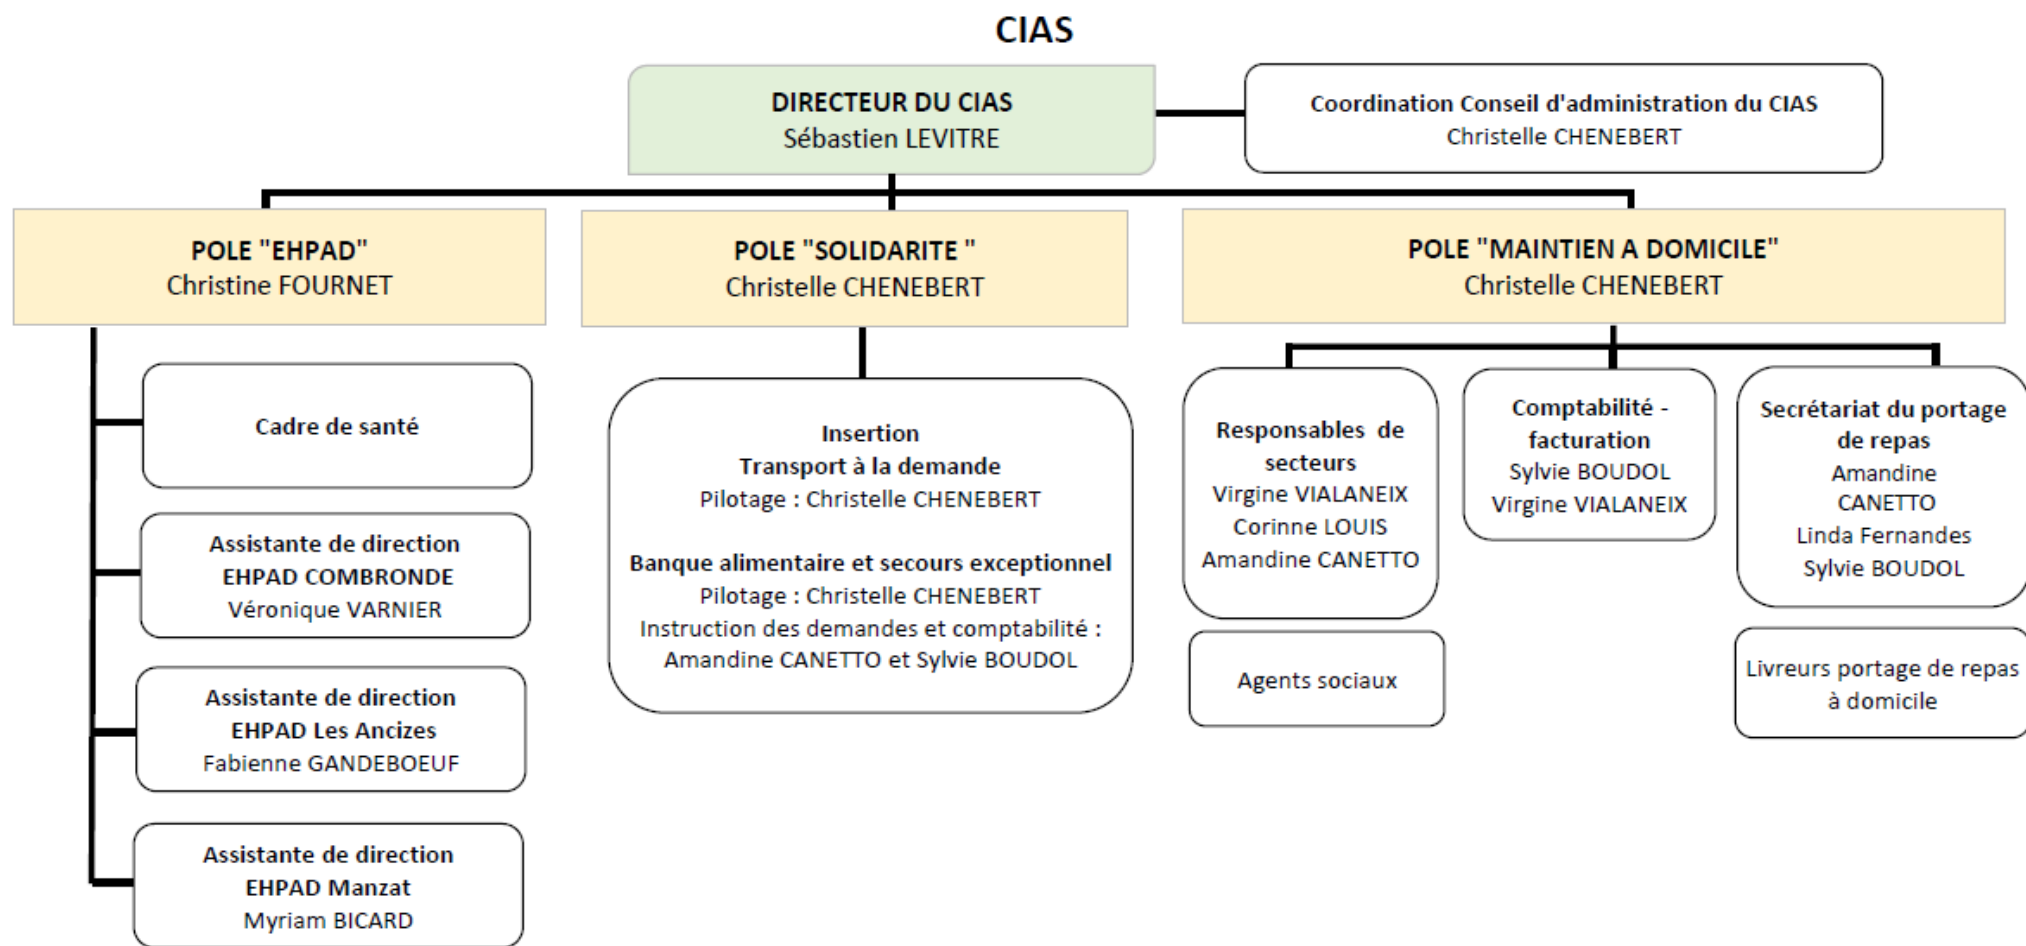 CIAS
DIRECTEUR DU CIAS
Sébastien LEVITRE
Coordination Conseil d'administration du CIAS
Christelle CHENEBERT
POLE "EHPAD"
Christine FOURNET
POLE "SOLIDARITE "
Christelle CHENEBERT
POLE "MAINTIEN A DOMICILE"
Christelle CHENEBERT
Cadre de santé
Assistante de direction
EHPAD COMBRONDE
Véronique VARNIER
Assistante de direction
EHPAD Les Ancizes
Fabienne GANDEBOEUF
Assistante de direction
EHPAD Manzat
Myriam BICARD
Insertion
Transport à la demande
Pilotage : Christelle CHENEBERT
Banque alimentaire et secours exceptionnel
Pilotage : Christelle CHENEBERT
Instruction des demandes et comptabilité :
Amandine CANETTO et Sylvie BOUDOL
Responsables de
secteurs
Virgine VIALANEIX
Corinne LOUIS
Amandine CANETTO
Agents sociaux
Comptabilité -
facturation
Sylvie BOUDOL
Virgine VIALANEIX
Secrétariat du portage
de repas
Amandine
CANETTO
Linda Fernandes
Sylvie BOUDOL
Livreurs portage de repas
à domicile